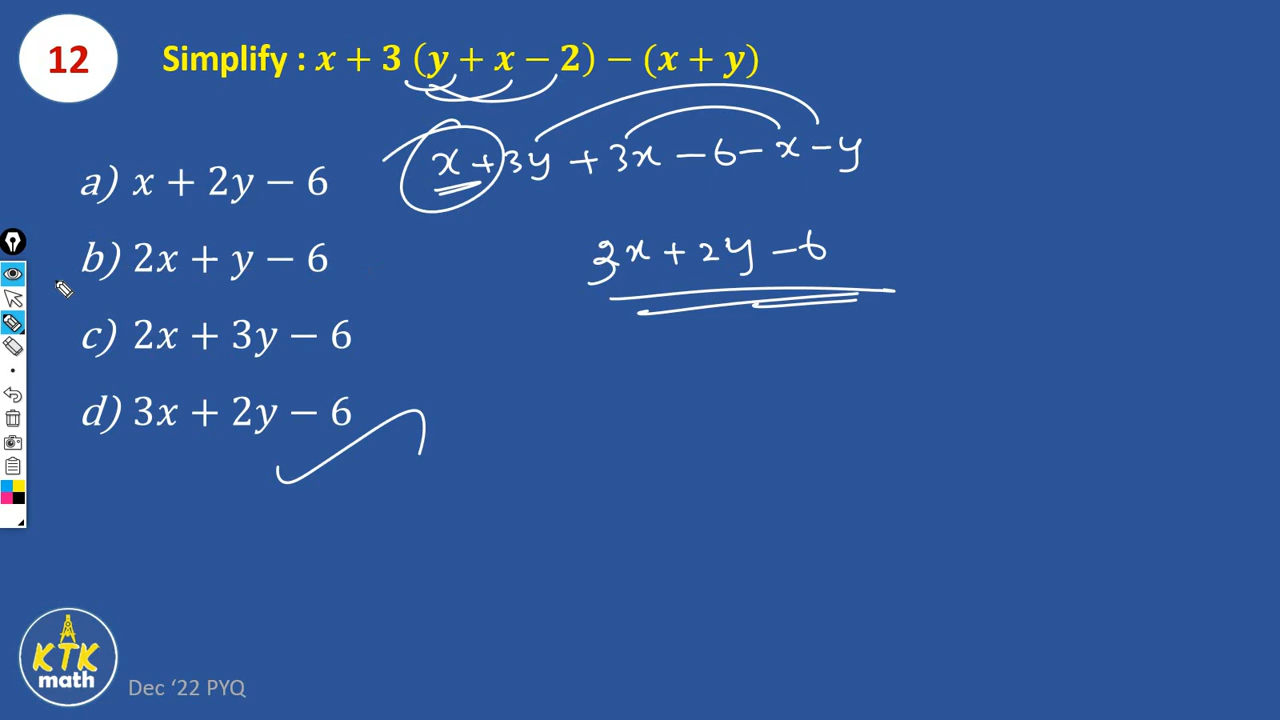 12
Simplify : x + 3 (y + x − 2) − (x + y)
x + 3y + 3x − 6 − x − y
a) x + 2y − 6
b) 2x + y − 6
3x + 2y − 6
c) 2x + 3y − 6
d) 3x + 2y − 6
KTK
math
Dec ‘22 PYQ